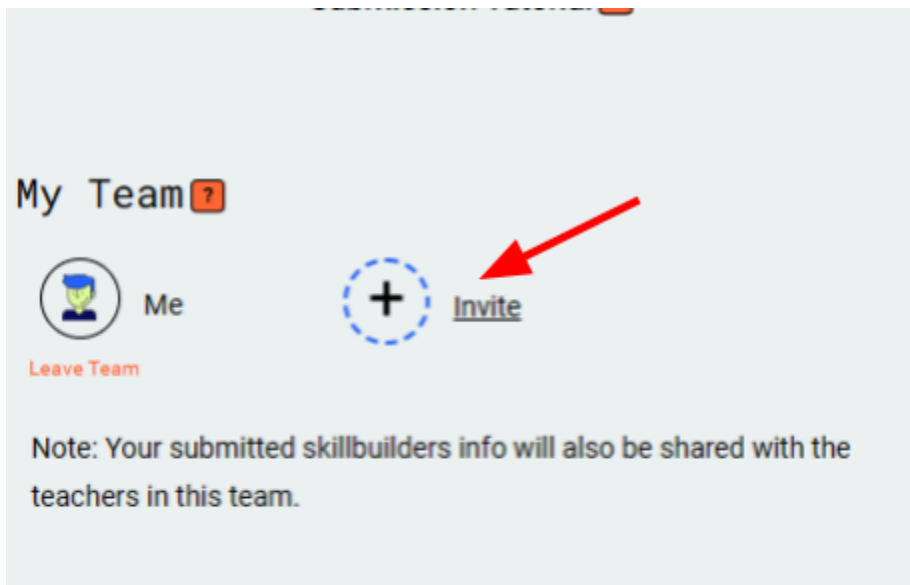 My Team ?
Me
+ Invite
Leave Team
Note: Your submitted skillbuilders info will also be shared with the
teachers in this team.